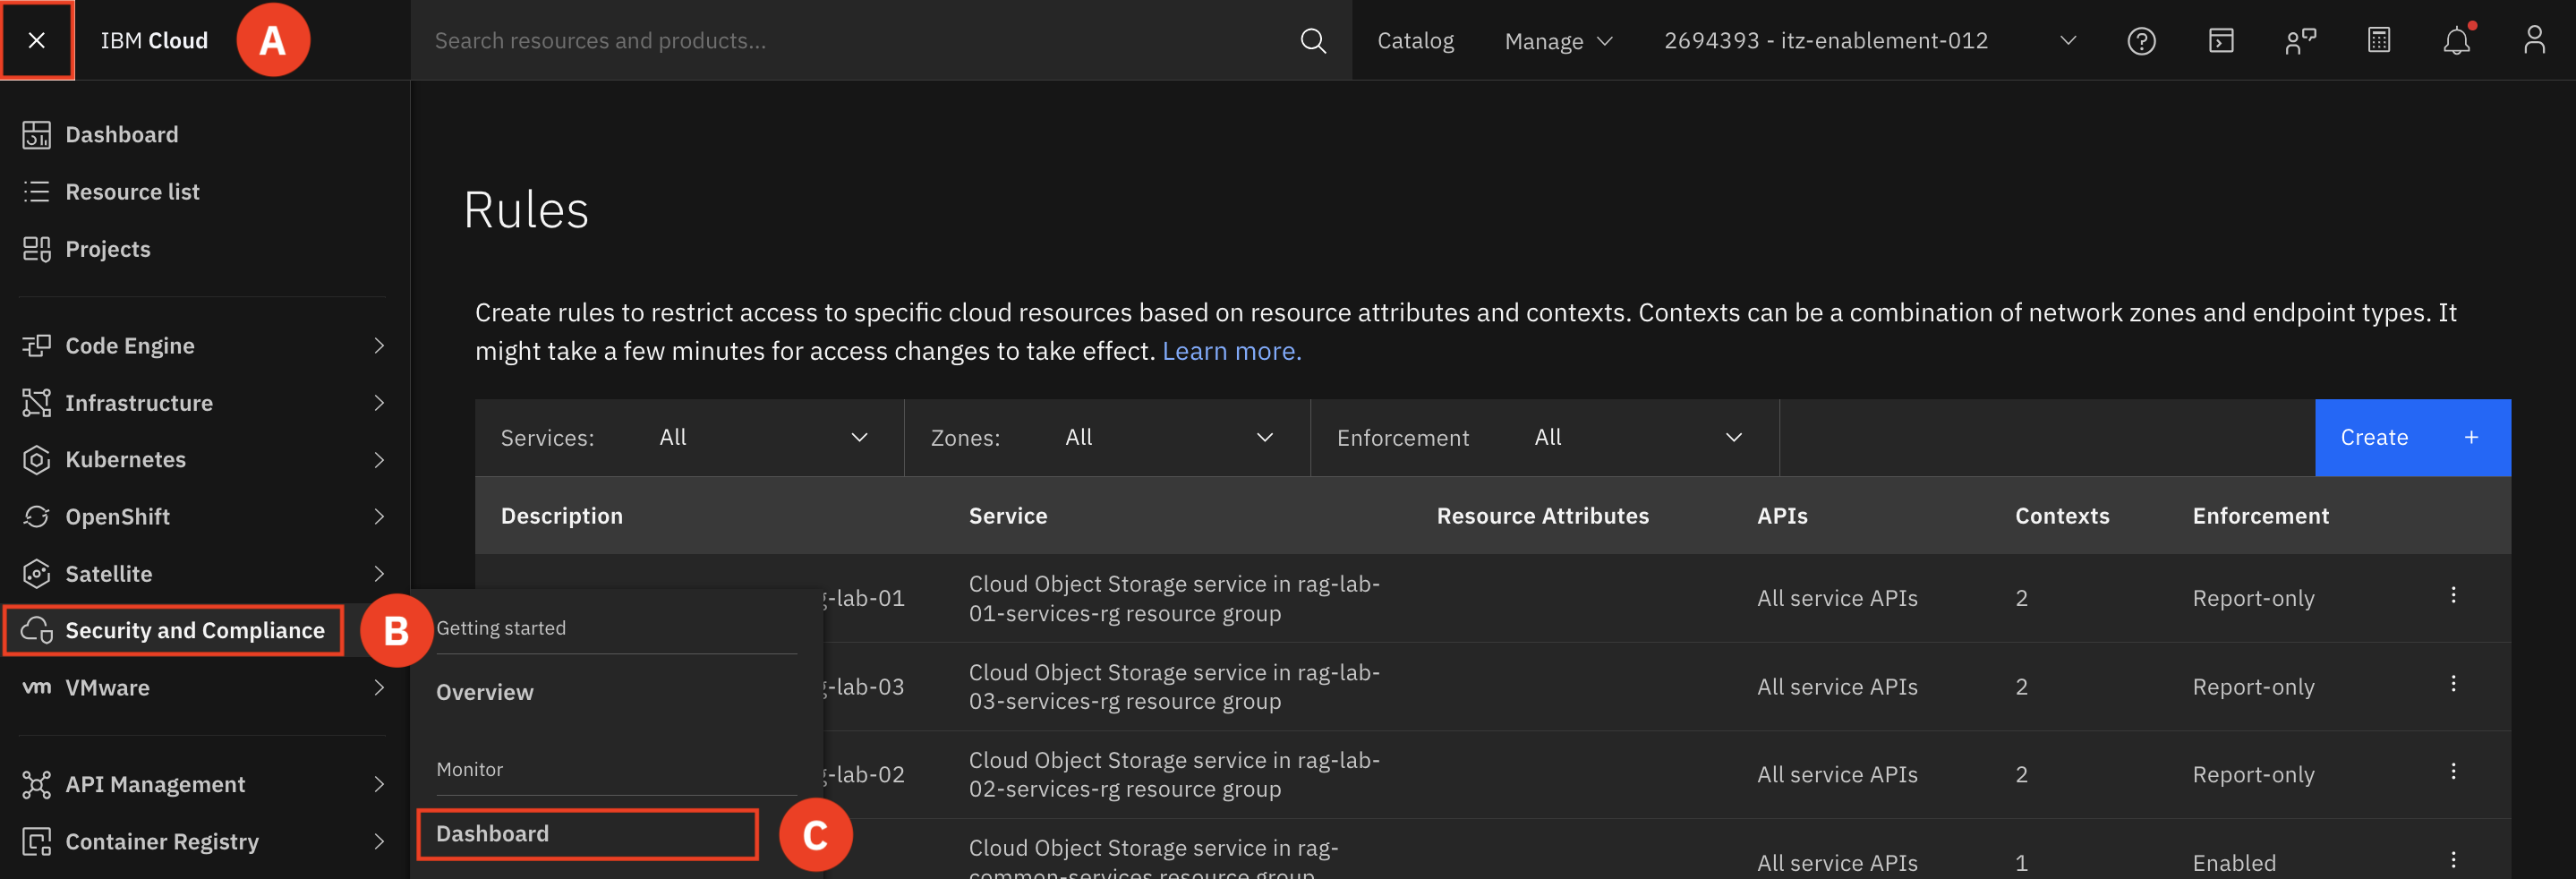 IBM Cloud
A
Search resources and products...
Catalog
Manage
2694393 - itz-enablement-012
Dashboard
Resource list
Projects
Code Engine
Infrastructure
Kubernetes
OpenShift
Satellite
Security and Compliance
B
VMware
API Management
Container Registry
Getting started
Overview
Monitor
Dashboard
C
Rules
Create rules to restrict access to specific cloud resources based on resource attributes and contexts. Contexts can be a combination of network zones and endpoint types. It
might take a few minutes for access changes to take effect. Learn more.
Services: All
Zones: All
Enforcement All
Create +
Description Service Resource Attributes APIs Contexts Enforcement
-lab-01 Cloud Object Storage service in rag-lab-
01-services-rg resource group All service APIs 2 Report-only
-lab-03 Cloud Object Storage service in rag-lab-
03-services-rg resource group All service APIs 2 Report-only
-lab-02 Cloud Object Storage service in rag-lab-
02-services-rg resource group All service APIs 2 Report-only
Cloud Object Storage service in rag-
common-services resource group All service APIs 1 Enabled